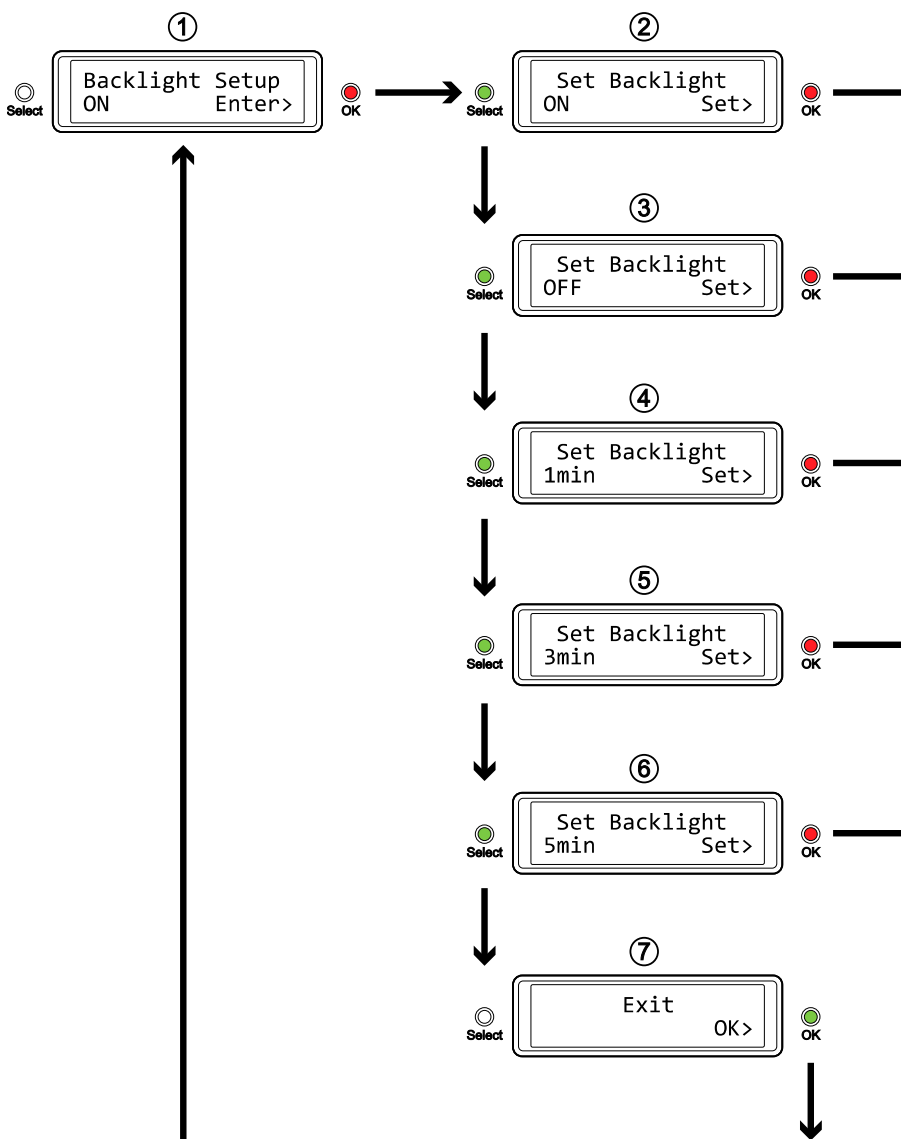 ①
Backlight Setup
ON Enter>
Select
OK
②
Set Backlight
ON Set>
Select
OK
③
Set Backlight
OFF Set>
Select
OK
④
Set Backlight
1min Set>
Select
OK
⑤
Set Backlight
3min Set>
Select
OK
⑥
Set Backlight
5min Set>
Select
OK
⑦
Exit
OK>
Select
OK